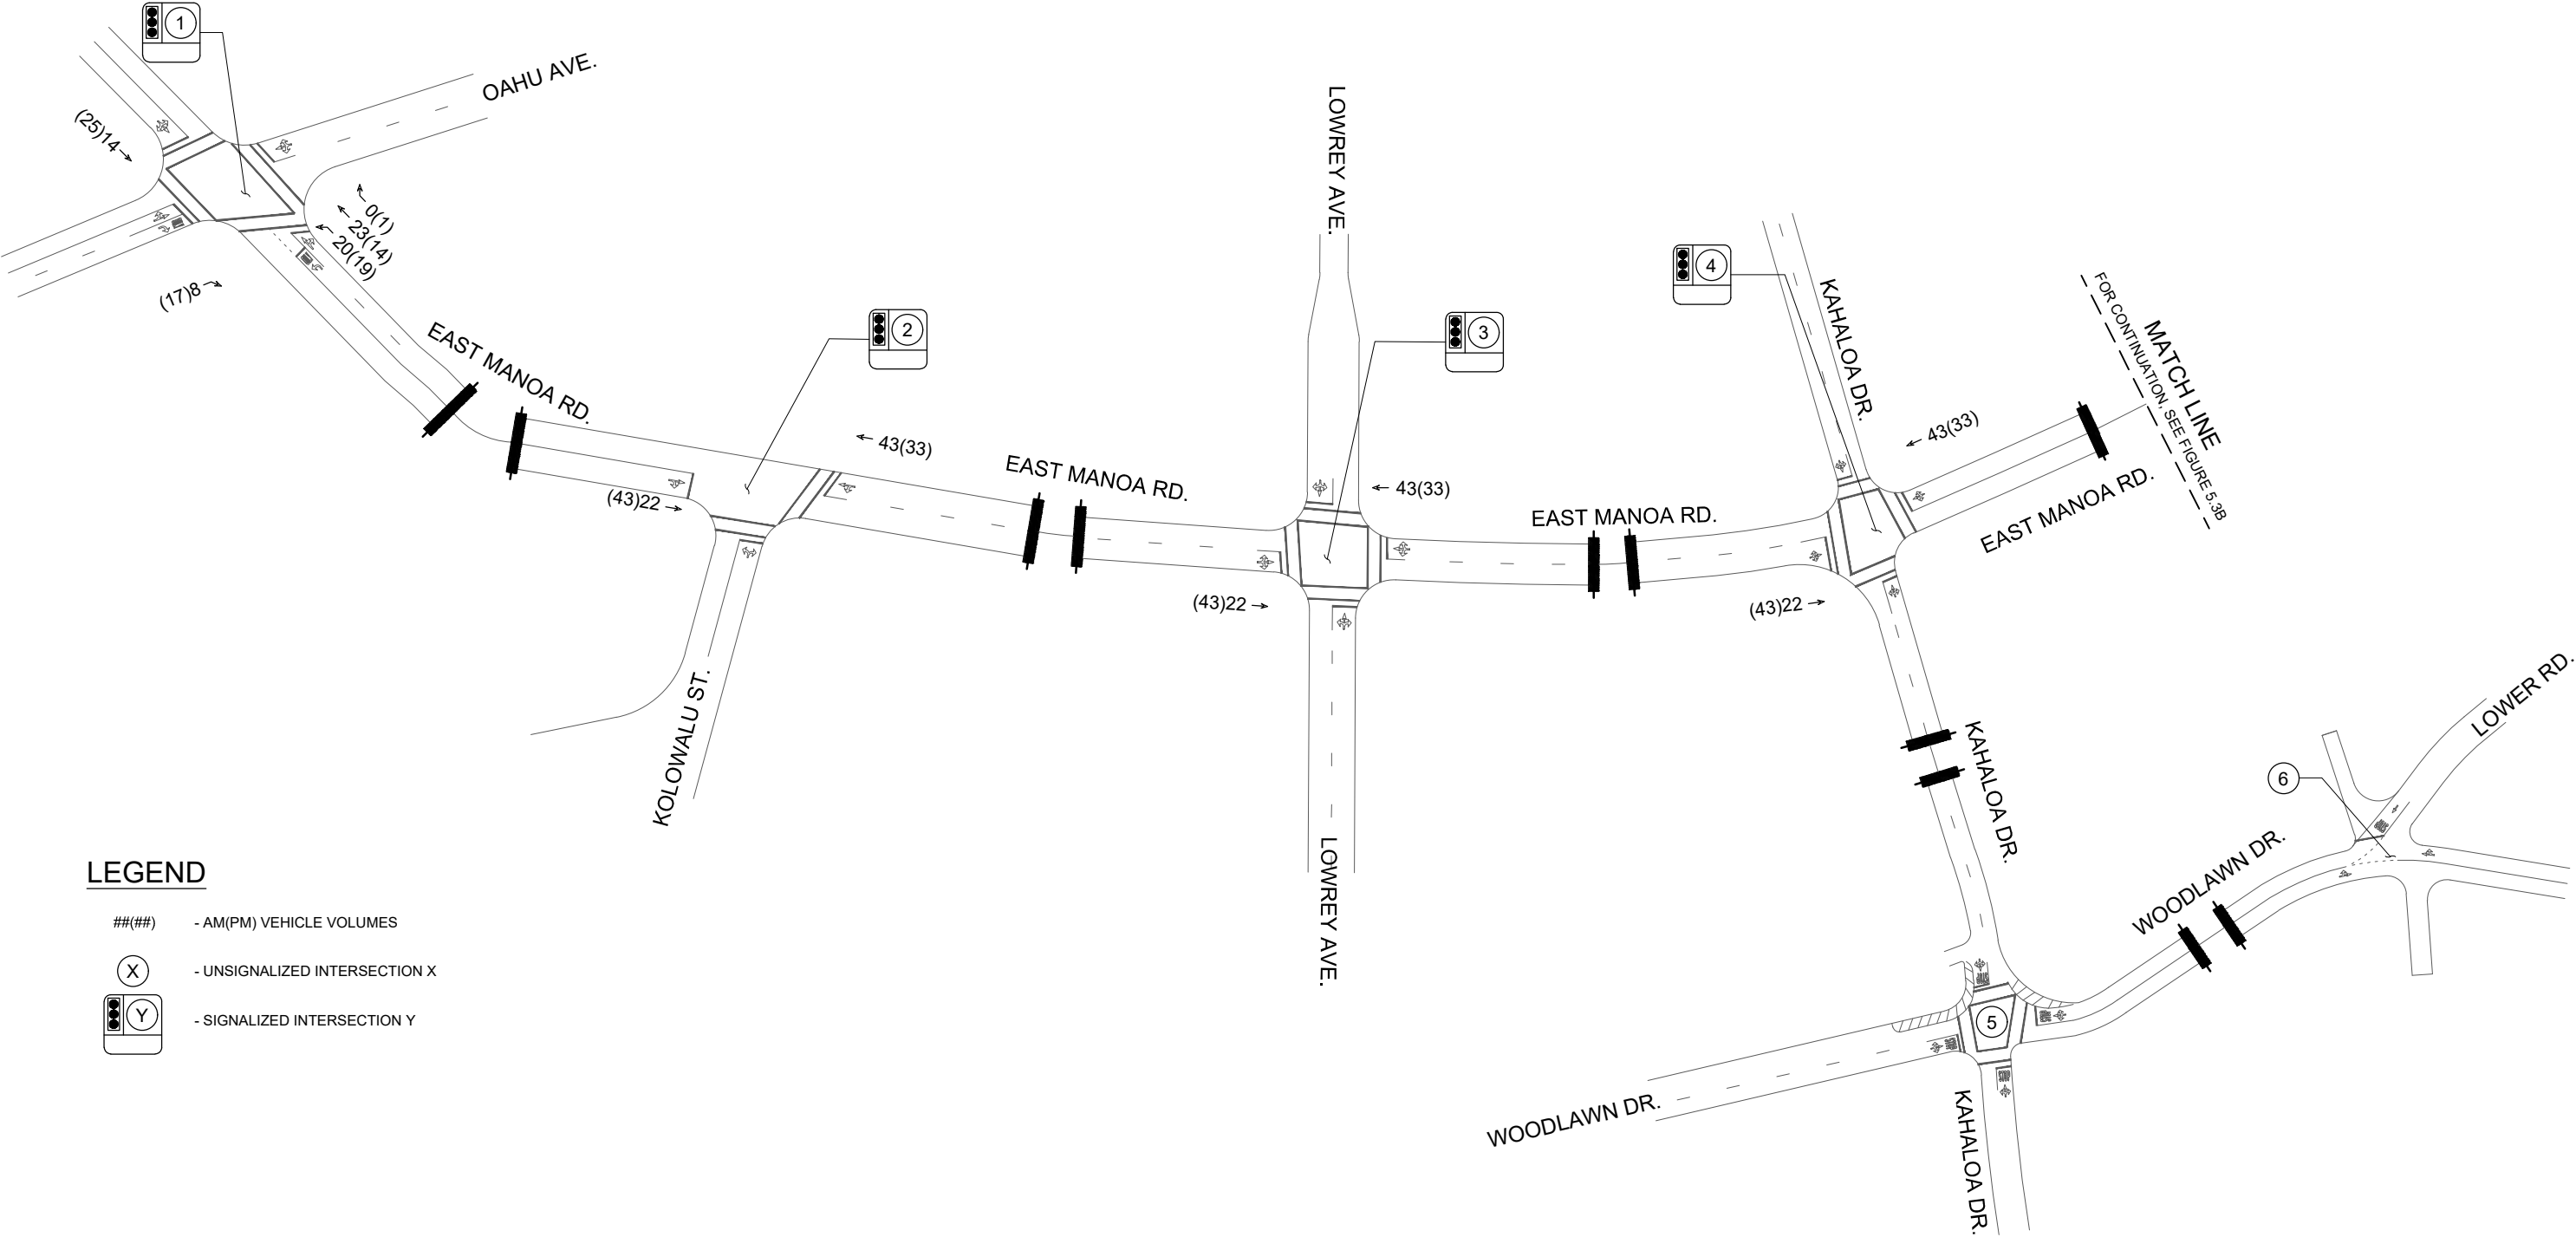 1
OAHU AVE.
(25)14
0(1)
23(14)
20(19)
(17)8
EAST MANOA RD.
2
43(33)
(43)22
KOLOWALU ST.
EAST MANOA RD.
LOWREY AVE.
3
43(33)
(43)22
LOWREY AVE.
EAST MANOA RD.
4
KAHALOA DR.
43(33)
(43)22
EAST MANOA RD.
MATCH LINE
FOR CONTINUATION, SEE FIGURE 5.3B
KAHALOA DR.
LOWER RD.
6
WOODLAWN DR.
5
WOODLAWN DR.
KAHALOA DR.
LEGEND
##(##) - AM(PM) VEHICLE VOLUMES
X - UNSIGNALIZED INTERSECTION X
Y - SIGNALIZED INTERSECTION Y